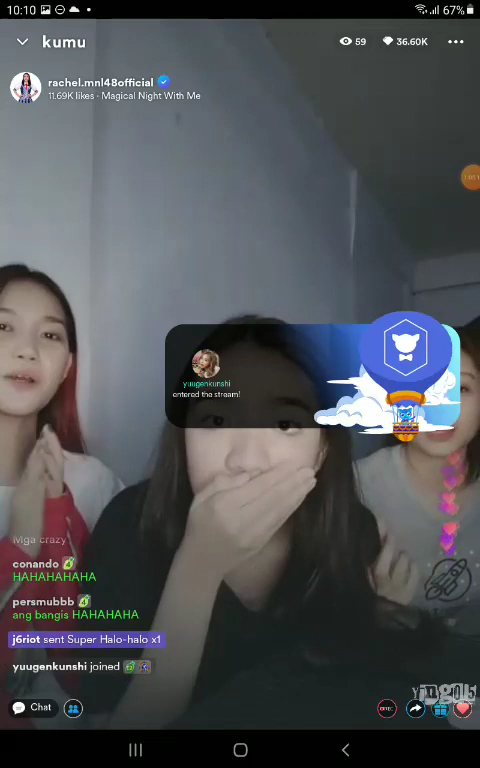 10:10
67%
kumu
59
36.60K
rachel.mnl48official
11.69K likes · Magical Night With Me
yuugenkunshi
entered the stream!
Mga crazy
conando
HAHAHAHAHA
persmubbb
ang bangis HAHAHAHA
j6riot sent Super Halo-halo x1
yuugenkunshi joined
Chat